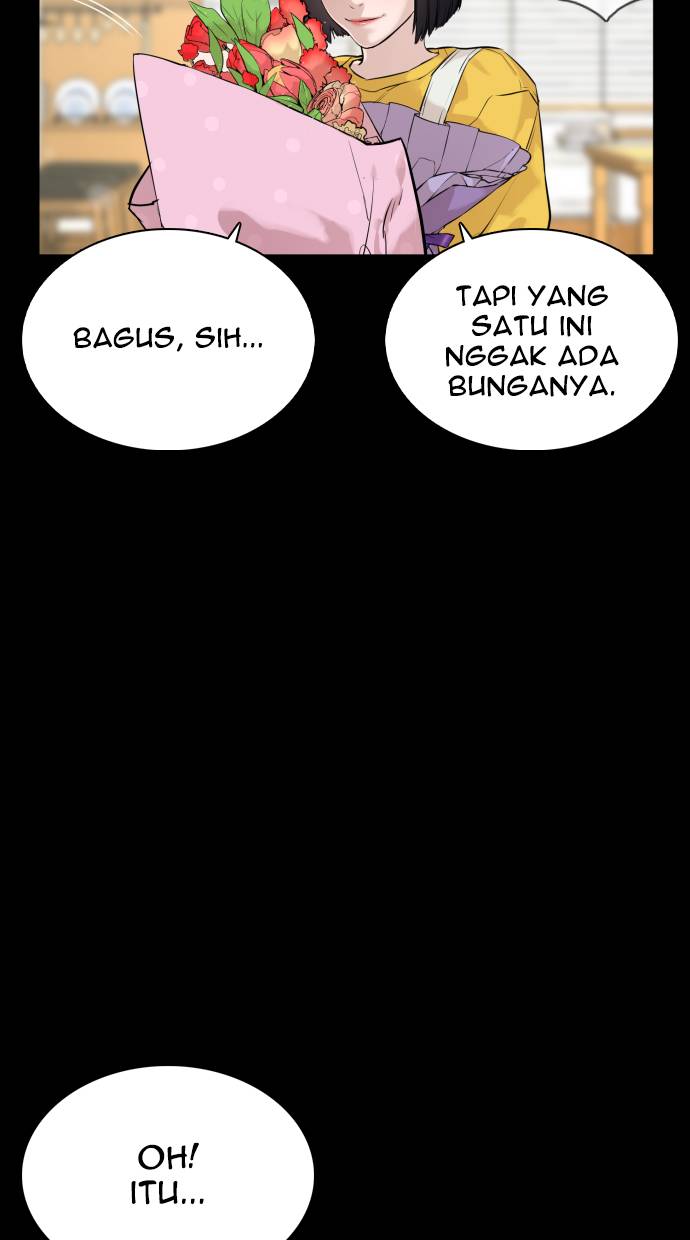 BAGUS, SIH...
TAPI YANG
SATU INI
NGGAK ADA
BUNGANYA.
OH!
ITU...